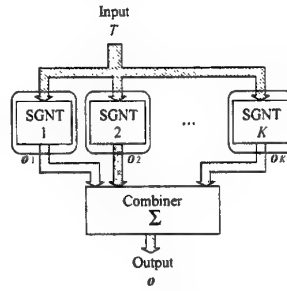 Input
T
SGNT
1
SGNT
2
...
SGNT
K
o1
o2
oK
Combiner
Σ
Output
o